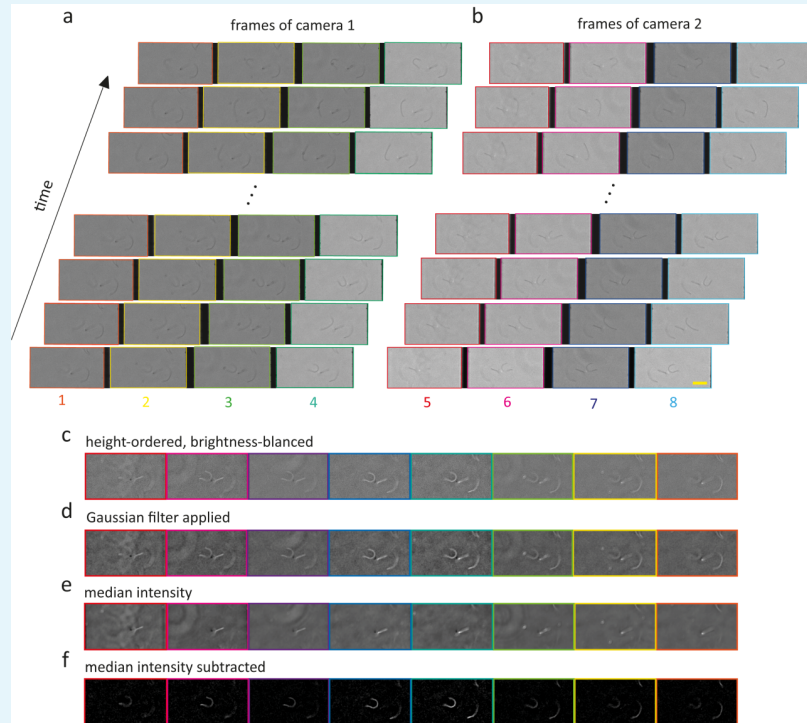 a
frames of camera 1
b
frames of camera 2
time
1 2 3 4 5 6 7 8
c
height-ordered, brightness-blanced
d
Gaussian filter applied
e
median intensity
f
median intensity subtracted